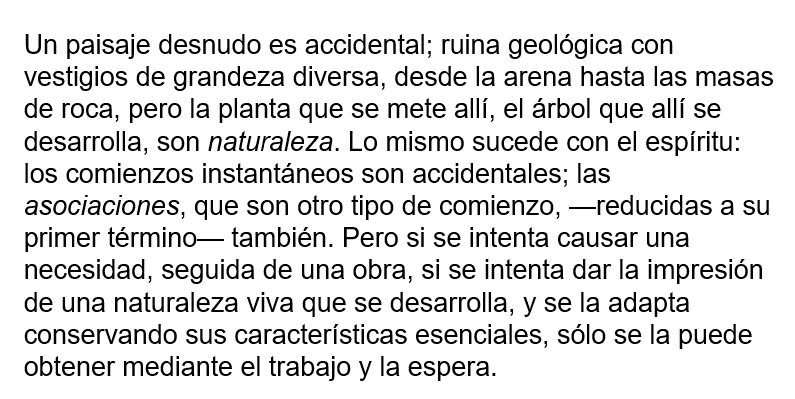 Un paisaje desnudo es accidental; ruina geológica con
vestigios de grandeza diversa, desde la arena hasta las masas
de roca, pero la planta que se mete allí, el árbol que allí se
desarrolla, son naturaleza. Lo mismo sucede con el espíritu:
los comienzos instantáneos son accidentales; las
asociaciones, que son otro tipo de comienzo, —reducidas a su
primer término— también. Pero si se intenta causar una
necesidad, seguida de una obra, si se intenta dar la impresión
de una naturaleza viva que se desarrolla, y se la adapta
conservando sus características esenciales, sólo se la puede
obtener mediante el trabajo y la espera.